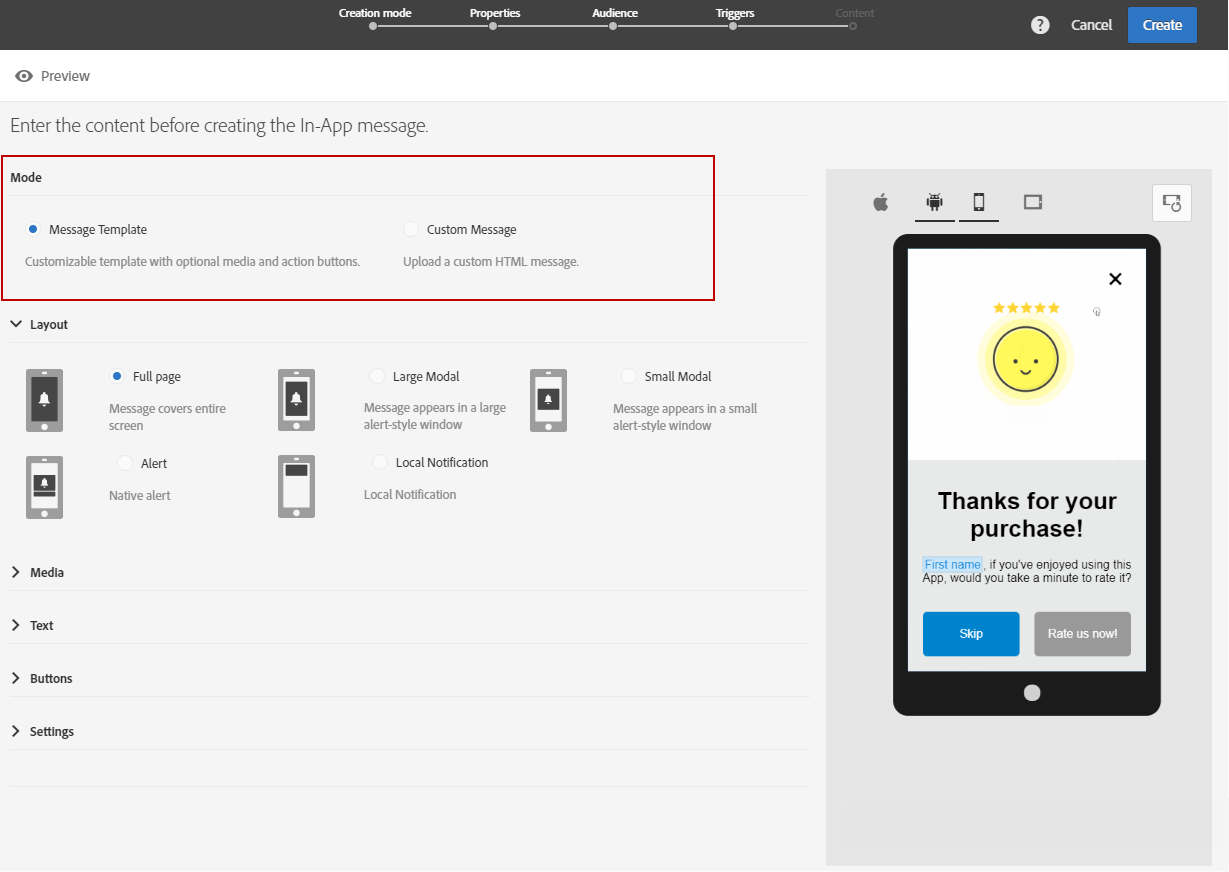 Creation mode
Properties
Audience
Triggers
Content
?
Cancel
Create
Preview
Enter the content before creating the In-App message.
Mode
Message Template
Customizable template with optional media and action buttons.
Custom Message
Upload a custom HTML message.
Layout
Full page
Message covers entire
screen
Large Modal
Message appears in a large
alert-style window
Small Modal
Message appears in a small
alert-style window
Alert
Native alert
Local Notification
Local Notification
Media
Text
Buttons
Settings
Thanks for your
purchase!
First name, if you've enjoyed using this
App, would you take a minute to rate it?
Skip
Rate us now!